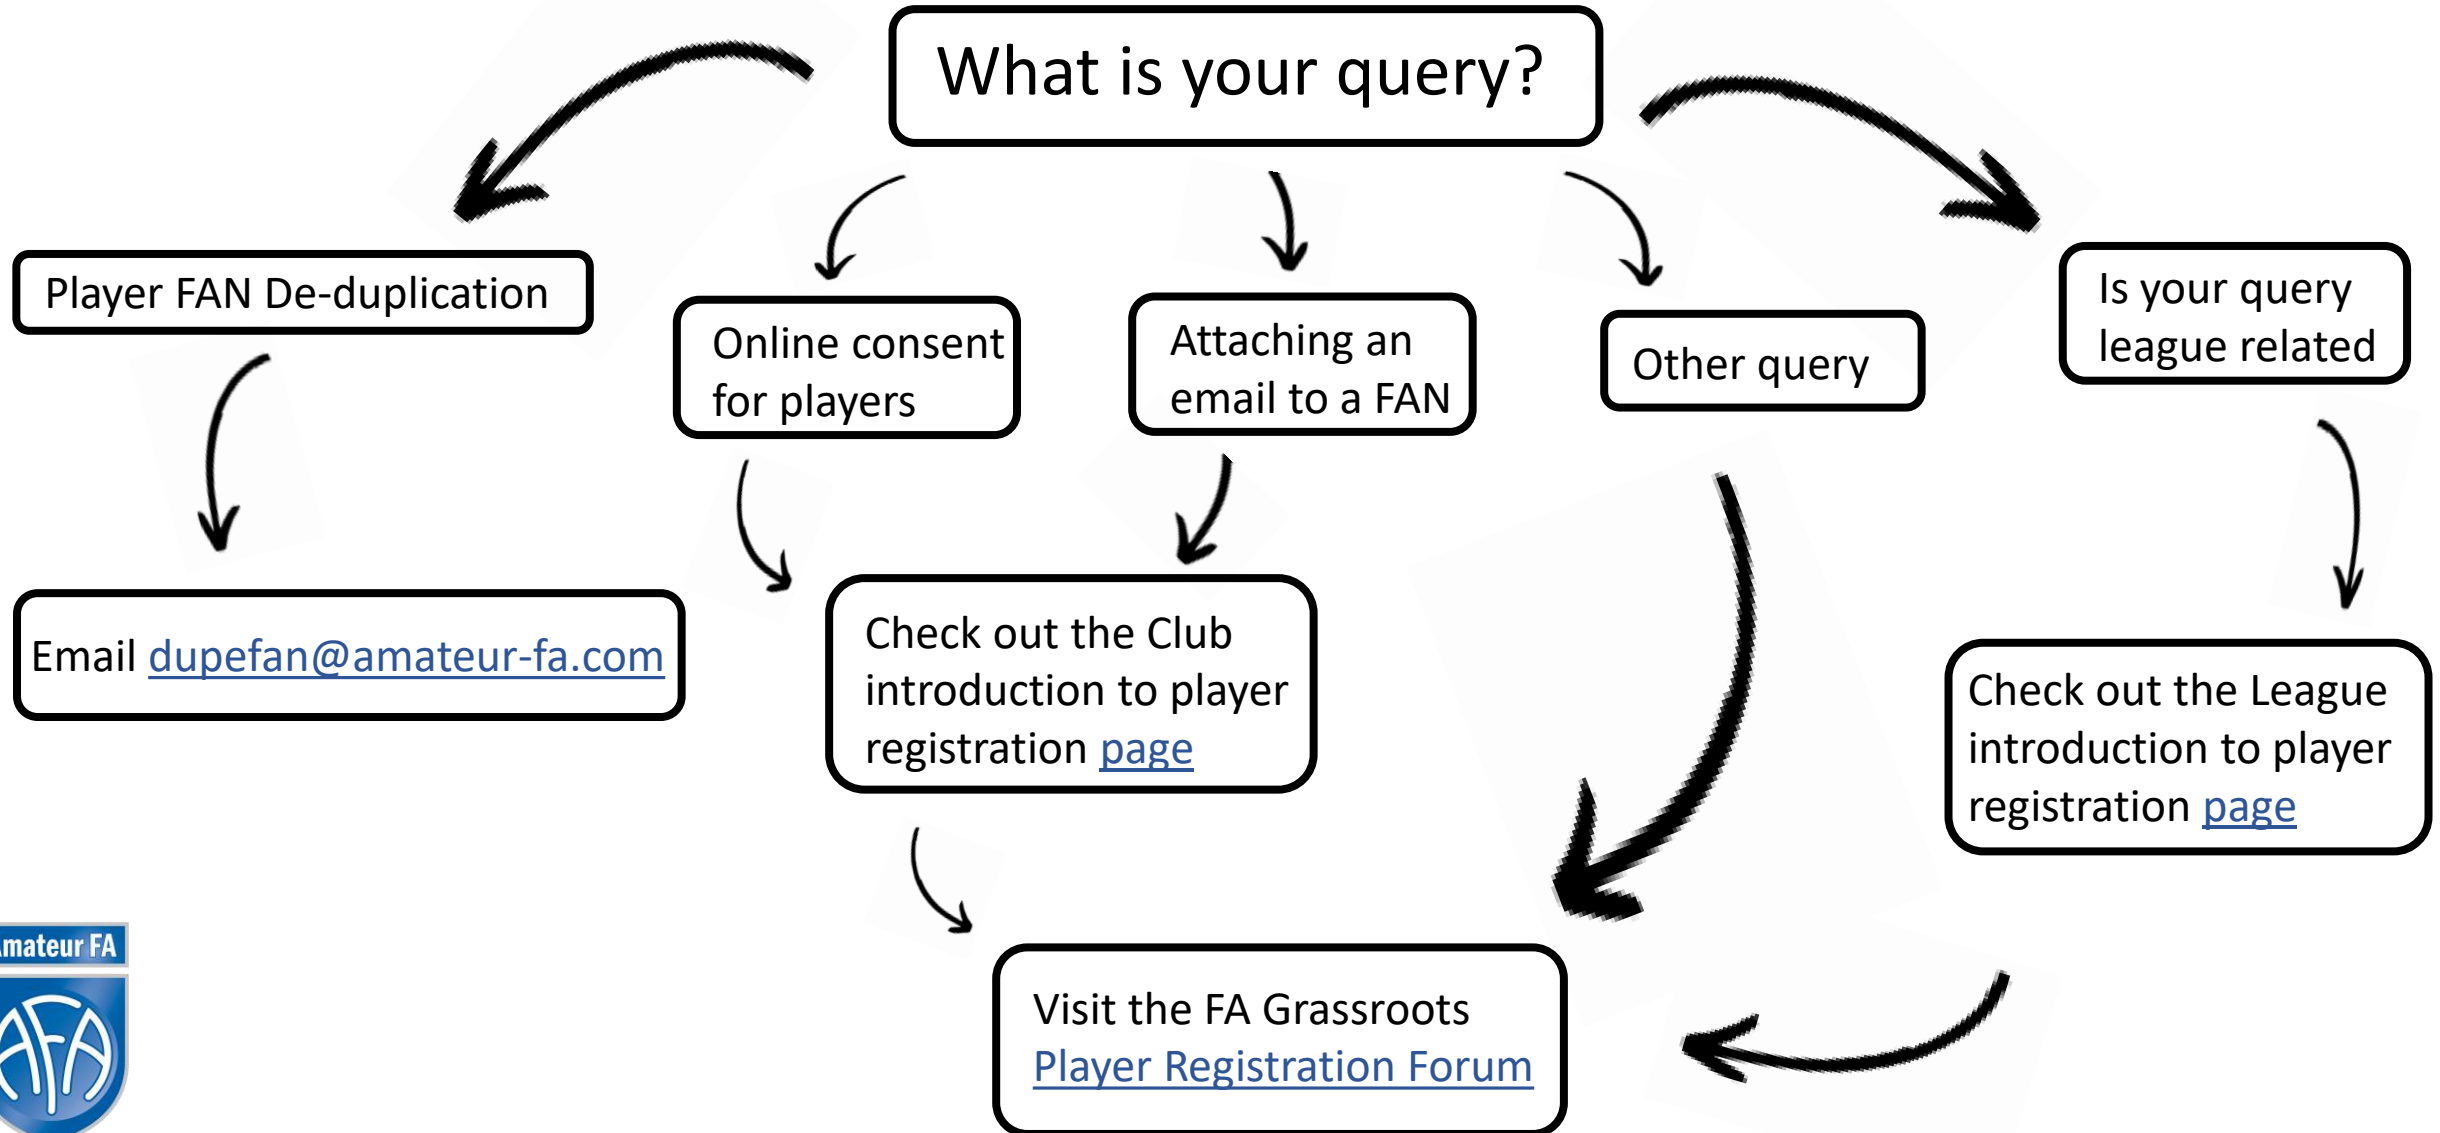 What is your query?
Player FAN De-duplication
Online consent
for players
Attaching an
email to a FAN
Other query
Is your query
league related
Email dupefan@amateur-fa.com
Check out the Club
introduction to player
registration page
Check out the League
introduction to player
registration page
Visit the FA Grassroots
Player Registration Forum
Amateur FA
AFA